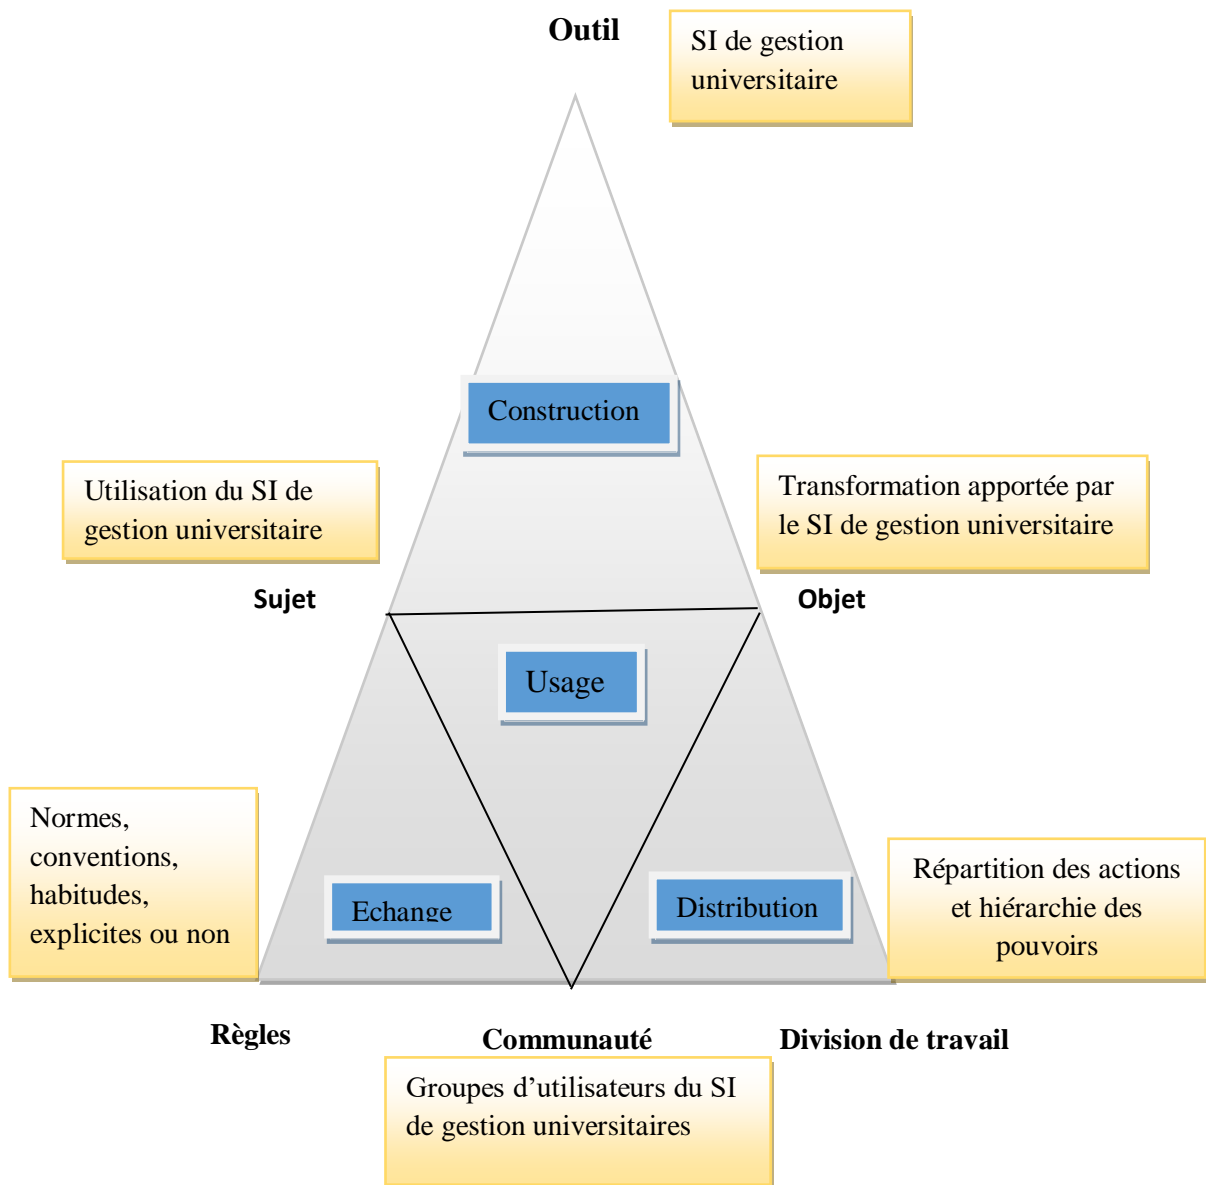 Outil
SI de gestion
universitaire
Construction
Utilisation du SI de
gestion universitaire
Transformation apportée par
le SI de gestion universitaire
Sujet
Objet
Usage
Normes,
conventions,
habitudes,
explicites ou non
Echange
Distribution
Répartition des actions
et hiérarchie des
pouvoirs
Règles
Communauté
Division de travail
Groupes d’utilisateurs du SI
de gestion universitaires